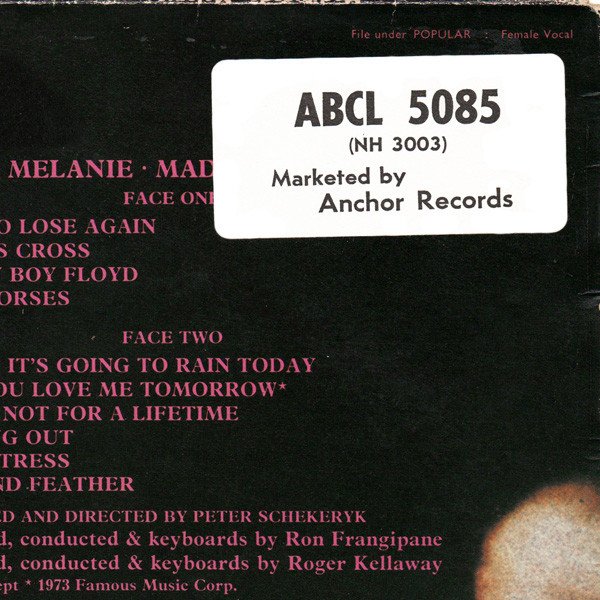 File under 'POPULAR' : Female Vocal
ABCL 5085
(NH 3003)
Marketed by
Anchor Records
MELANIE · MAD
FACE ONE
O LOSE AGAIN
S CROSS
Y BOY FLOYD
ORSES
FACE TWO
IT'S GOING TO RAIN TODAY
OU LOVE ME TOMORROW*
NOT FOR A LIFETIME
NG OUT
TRESS
ND FEATHER
ED AND DIRECTED BY PETER SCHEKERYK
d, conducted & keyboards by Ron Frangipane
d, conducted & keyboards by Roger Kellaway
ept * 1973 Famous Music Corp.